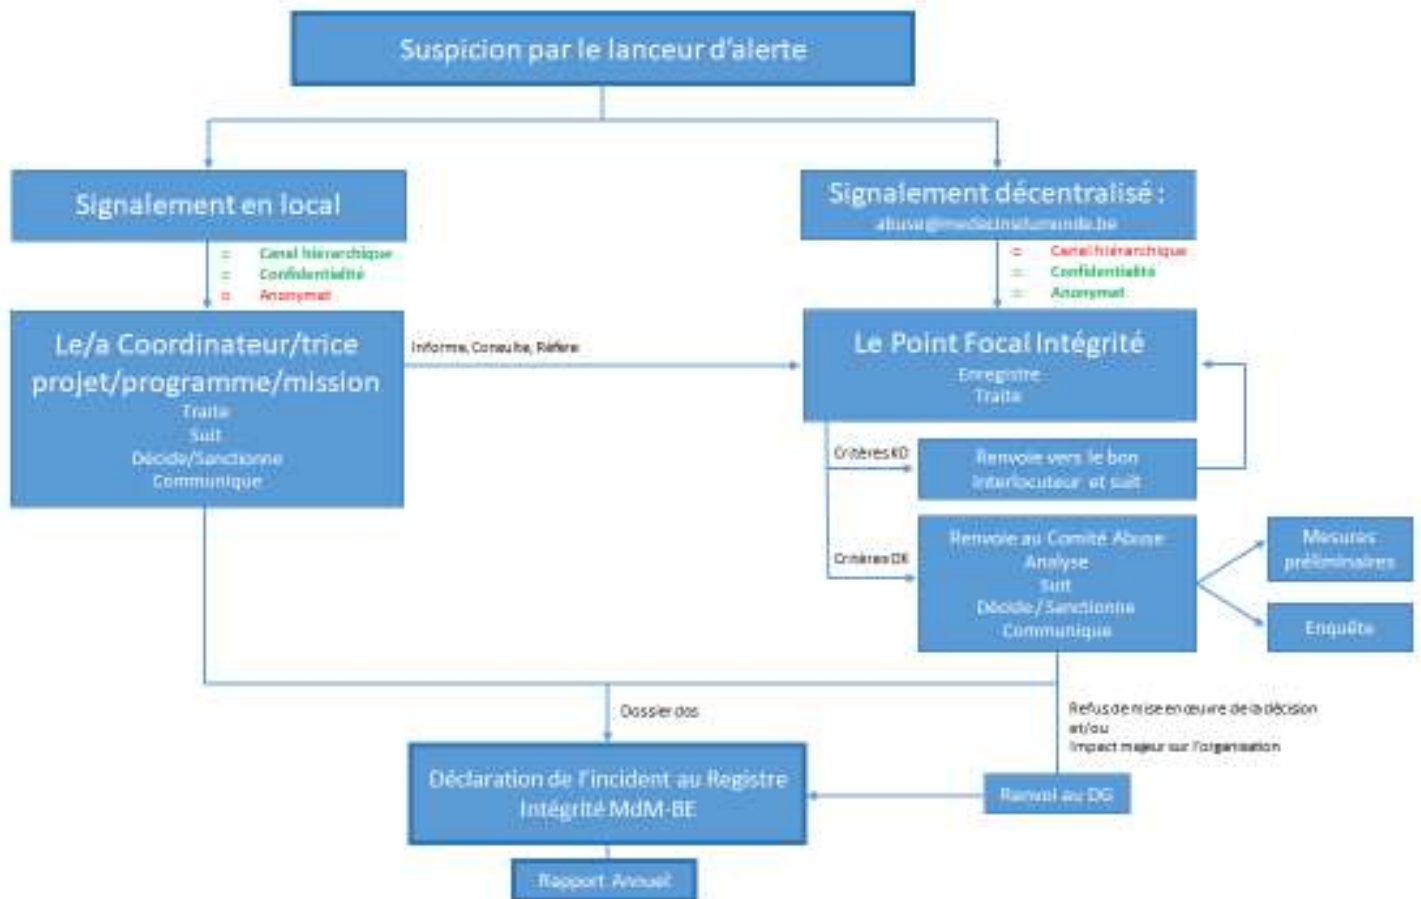 Suspicion par le lanceur d'alerte
Signalement en local
Signalement décentralisé :
abuse@medecinsdumonde.be
Canal hiérarchique
Confidentialité
Anonymat
Canal hiérarchique
Confidentialité
Anonymat
Le/a Coordinateur/trice
projet/programme/mission
Traite
Suit
Décide/Sanctionne
Communique
Informe, Consulte, Réfère
Le Point Focal Intégrité
Enregistre
Traite
Critères KO
Renvoie vers le bon
Interlocuteur et suit
Critères OK
Renvoie au Comité Abuse
Analyse
Suit
Décide / Sanctionne
Communique
Mesures
préliminaires
Enquête
Dossier clos
Refus de mise en œuvre de la décision
et/ou
Impact majeur sur l'organisation
Déclaration de l'incident au Registre
Intégrité MdM-BE
Renvoi au DG
Rapport Annuel